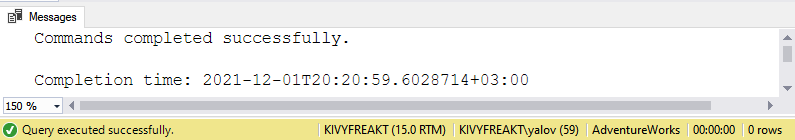 Messages
Commands completed successfully.
Completion time: 2021-12-01T20:20:59.6028714+03:00
150 %
Query executed successfully. KIVYFREAKT (15.0 RTM) KIVYFREAKT\yalov (59) AdventureWorks 00:00:00 0 rows